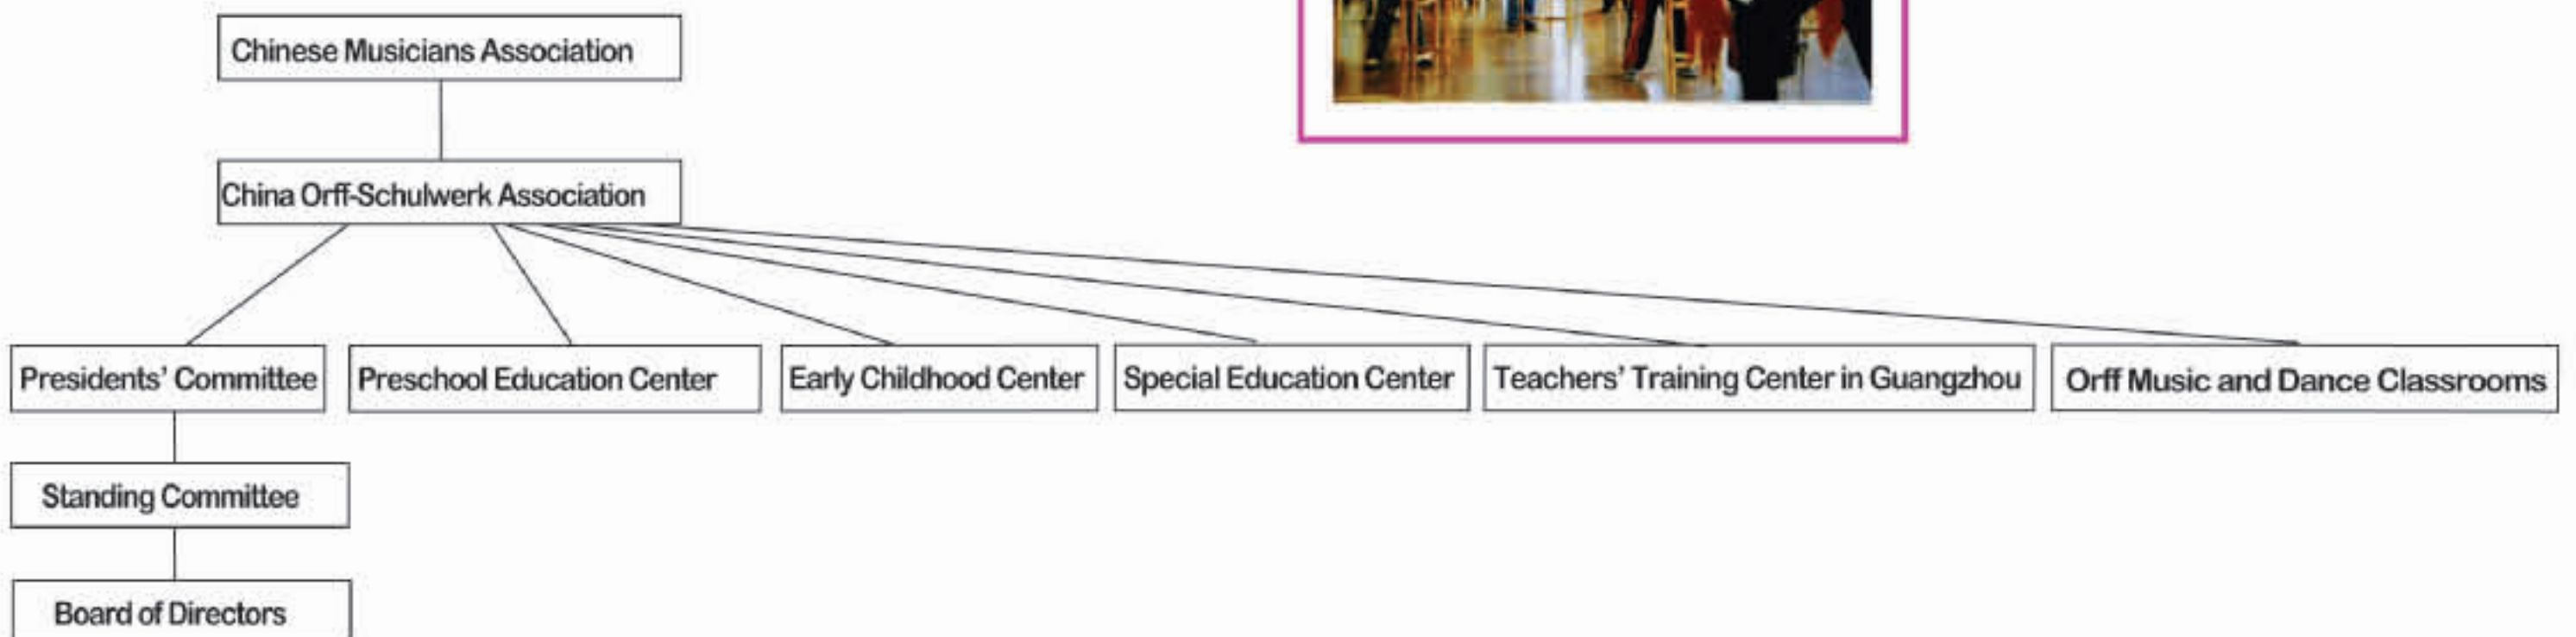 Chinese Musicians Association
China Orff-Schulwerk Association
Presidents’ Committee
Preschool Education Center
Early Childhood Center
Special Education Center
Teachers’ Training Center in Guangzhou
Orff Music and Dance Classrooms
Standing Committee
Board of Directors